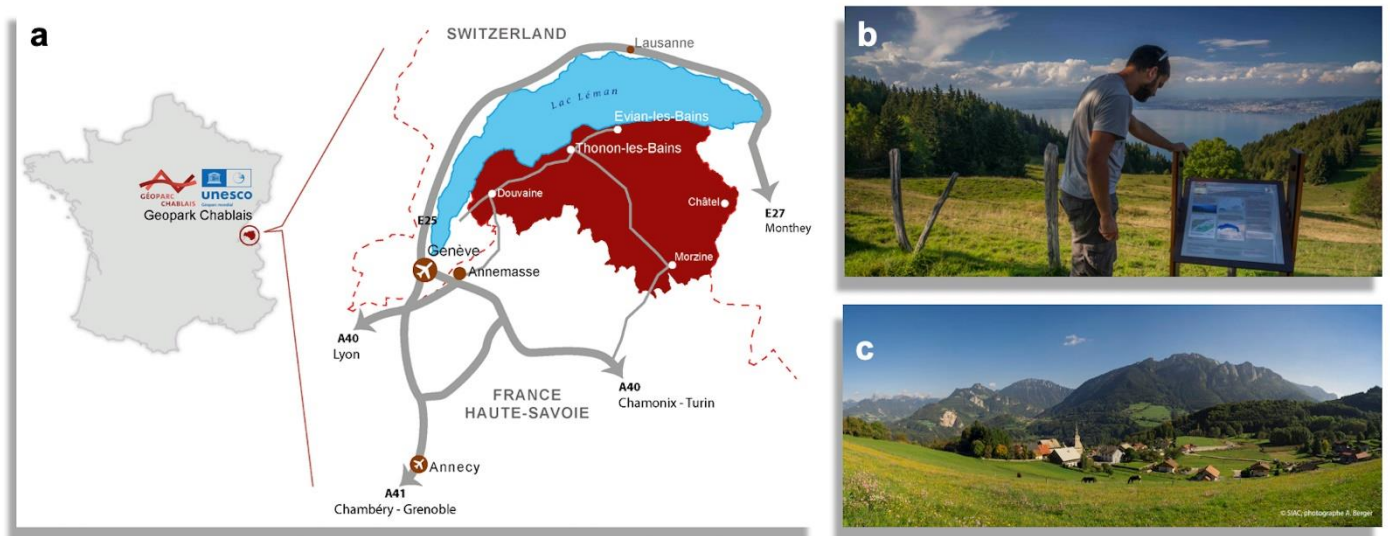 a
SWITZERLAND
Lausanne
Lac Léman
Evian-les-Bains
Thonon-les-Bains
Douvaine
Châtel
E27
Monthey
E25
Genève
Annemasse
Morzine
A40
Lyon
A40
Chamonix - Turin
FRANCE
HAUTE-SAVOIE
Annecy
A41
Chambéry - Grenoble
GÉOPARC
CHABLAIS
unesco
Géoparc mondial
Geopark Chablais
b
c
© SIAC, photographe A. Berger